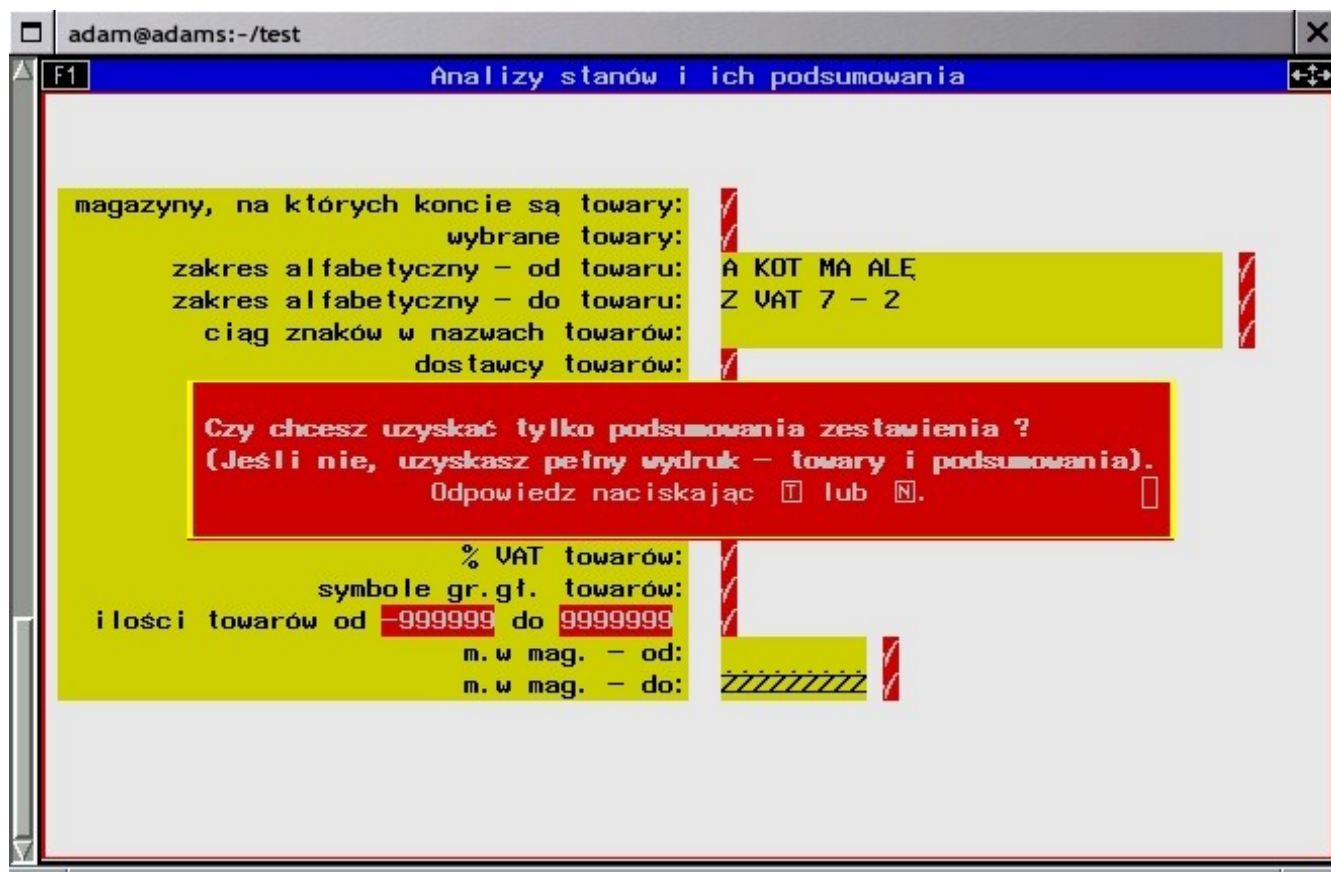 adam@adams:~/test
F1 Analizy stanów i ich podsumowania
magazyny, na których koncie są towary:
wybrane towary:
zakres alfabetyczny - od towaru: A KOT MA ALĘ
zakres alfabetyczny - do towaru: Z VAT 7 - 2
ciąg znaków w nazwach towarów:
dostawcy towarów:
Czy chcesz uzyskać tylko podsumowania zestawienia ?
(Jeśli nie, uzyskasz pełny wydruk - towary i podsumowania).
Odpowiedz naciskając T lub N.
% VAT towarów:
symbole gr.gł. towarów:
ilości towarów od -999999 do 9999999
m.w mag. - od:
m.w mag. - do: ŻŻŻŻŻŻŻŻŻ